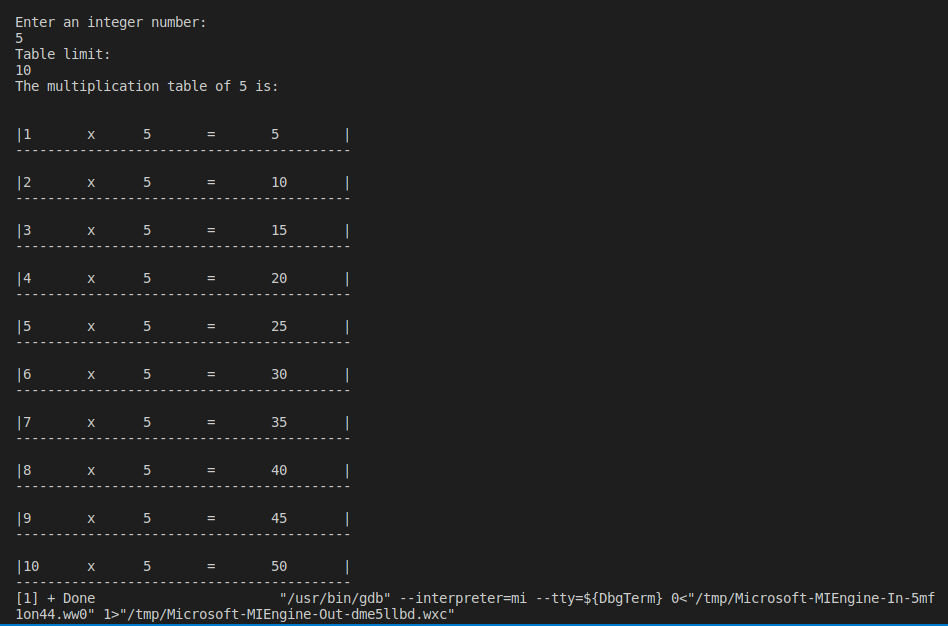 Enter an integer number:
5
Table limit:
10
The multiplication table of 5 is:
|1       x      5       =       5        |
------------------------------------------
|2       x      5       =       10       |
------------------------------------------
|3       x      5       =       15       |
------------------------------------------
|4       x      5       =       20       |
------------------------------------------
|5       x      5       =       25       |
------------------------------------------
|6       x      5       =       30       |
------------------------------------------
|7       x      5       =       35       |
------------------------------------------
|8       x      5       =       40       |
------------------------------------------
|9       x      5       =       45       |
------------------------------------------
|10      x      5       =       50       |
------------------------------------------
[1] + Done                       "/usr/bin/gdb" --interpreter=mi --tty=${DbgTerm} 0<"/tmp/Microsoft-MIEngine-In-5mf
1on44.ww0" 1>"/tmp/Microsoft-MIEngine-Out-dme5llbd.wxc"